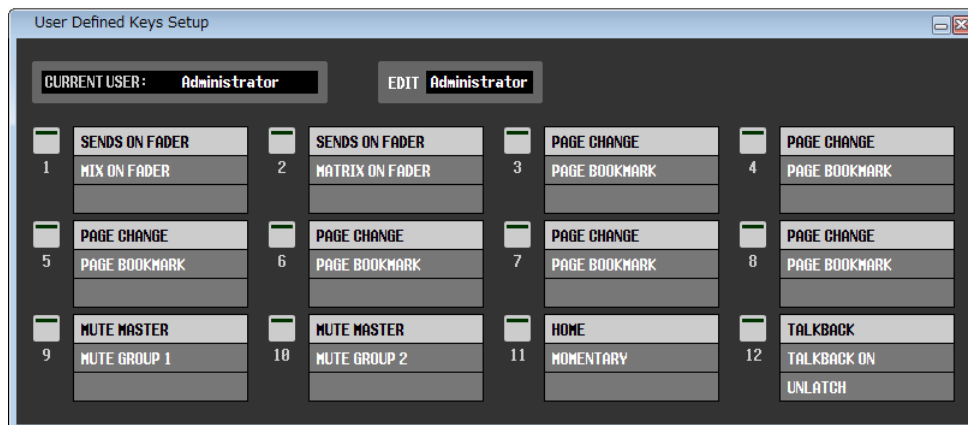 User Defined Keys Setup
CURRENT USER: Administrator EDIT Administrator
SENDS ON FADER SENDS ON FADER PAGE CHANGE PAGE CHANGE
1 MIX ON FADER 2 MATRIX ON FADER 3 PAGE BOOKMARK 4 PAGE BOOKMARK
PAGE CHANGE PAGE CHANGE PAGE CHANGE PAGE CHANGE
5 PAGE BOOKMARK 6 PAGE BOOKMARK 7 PAGE BOOKMARK 8 PAGE BOOKMARK
MUTE MASTER MUTE MASTER HOME TALKBACK
9 MUTE GROUP 1 10 MUTE GROUP 2 11 MOMENTARY 12 TALKBACK ON
UNLATCH